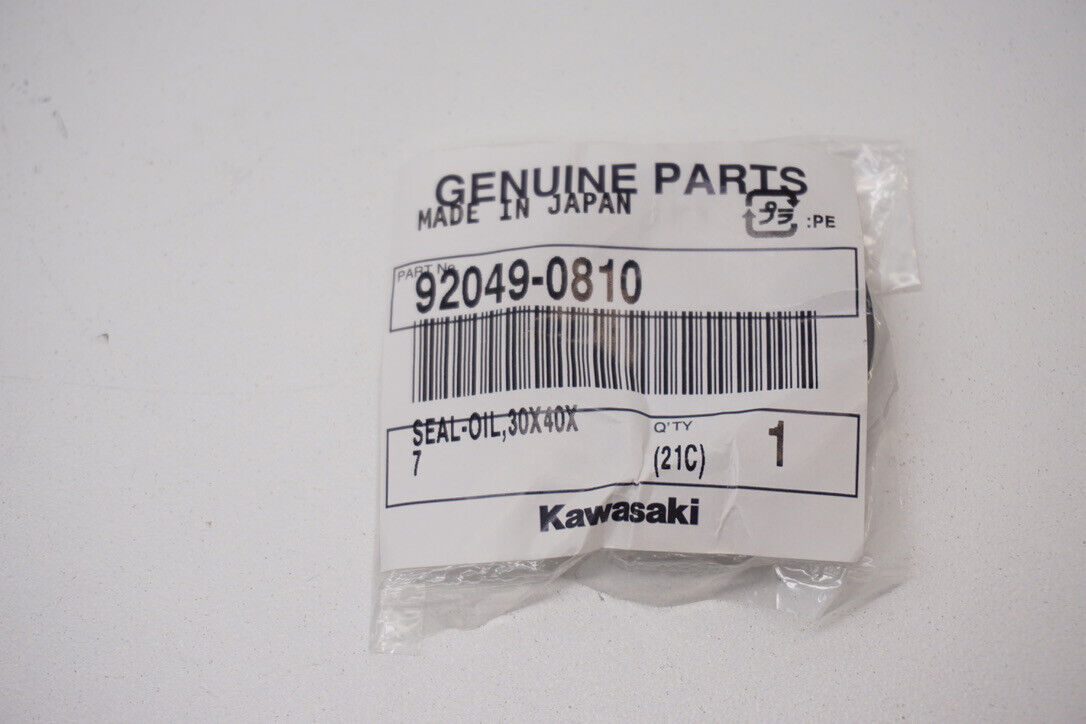 GENUINE PARTS
MADE IN JAPAN
プラ :PE
PART No.
92049-0810
SEAL-OIL,30X40X
7
Q'TY
(21C)
1
Kawasaki